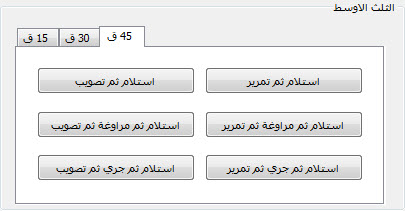 الثلث الاوسط
45 ق
30 ق
15 ق
استلام ثم تمرير
استلام ثم تصويب
استلام ثم مراوغة ثم تمرير
استلام ثم مراوغة ثم تصويب
استلام ثم جري ثم تمرير
استلام ثم جري ثم تصويب